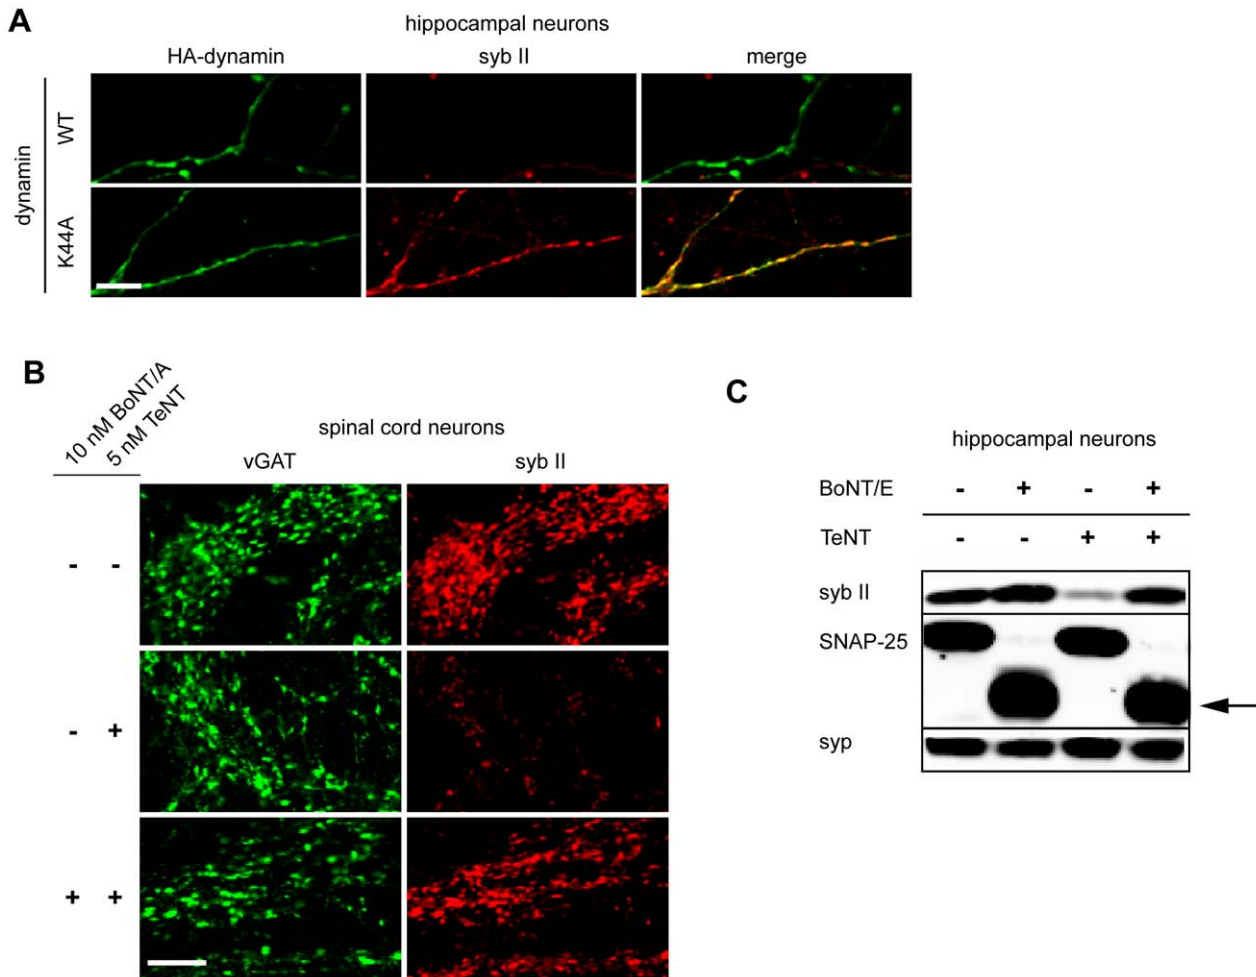 A
hippocampal neurons
HA-dynamin syb II merge
dynamin
WT
K44A
B
10 nM BoNT/A
5 nM TeNT
spinal cord neurons
vGAT syb II
- -
- +
+ +
C
hippocampal neurons
BoNT/E - + - +
TeNT - - + +
syb II
SNAP-25
syp